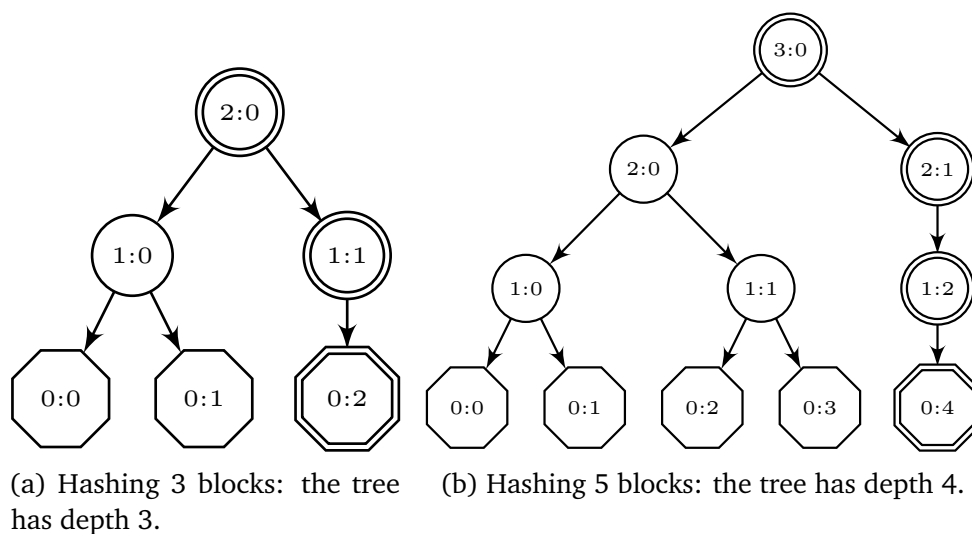 3:0
2:0
2:0 2:1
1:0 1:1
1:0 1:1 1:2
0:0 0:1 0:2
0:0 0:1 0:2 0:3 0:4
(a) Hashing 3 blocks: the tree
has depth 3.
(b) Hashing 5 blocks: the tree has depth 4.